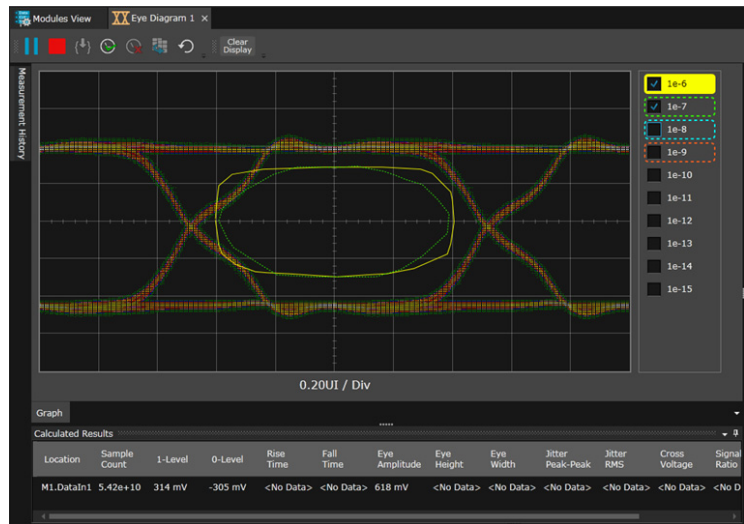 Modules View
Eye Diagram 1 ×
Clear
Display
Measurement History
1e-6
1e-7
1e-8
1e-9
1e-10
1e-11
1e-12
1e-13
1e-14
1e-15
0.20UI / Div
Graph
Calculated Results
Location Sample Count 1-Level 0-Level Rise Time Fall Time Eye Amplitude Eye Height Eye Width Jitter Peak-Peak Jitter RMS Cross Voltage Signal Ratio
M1.DataIn1 5.42e+10 314 mV -305 mV <No Data> <No Data> 618 mV <No Data> <No Data> <No Data> <No Data> <No Data> <No D